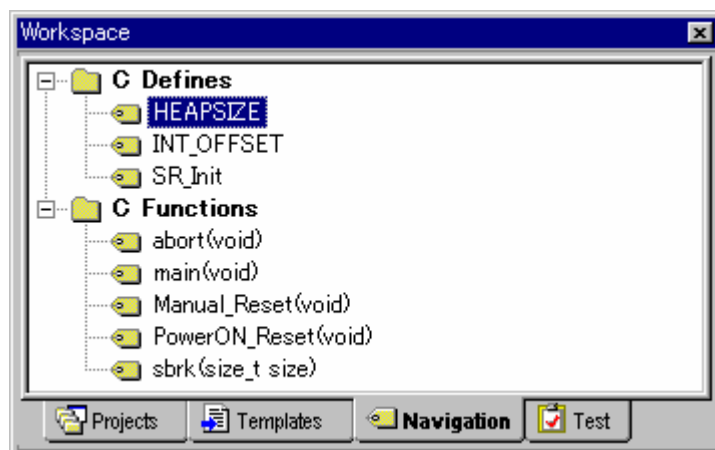 Workspace
C Defines
HEAPSIZE
INT_OFFSET
SR_Init
C Functions
abort(void)
main(void)
Manual_Reset(void)
PowerON_Reset(void)
sbrk(size_t size)
Projects Templates Navigation Test